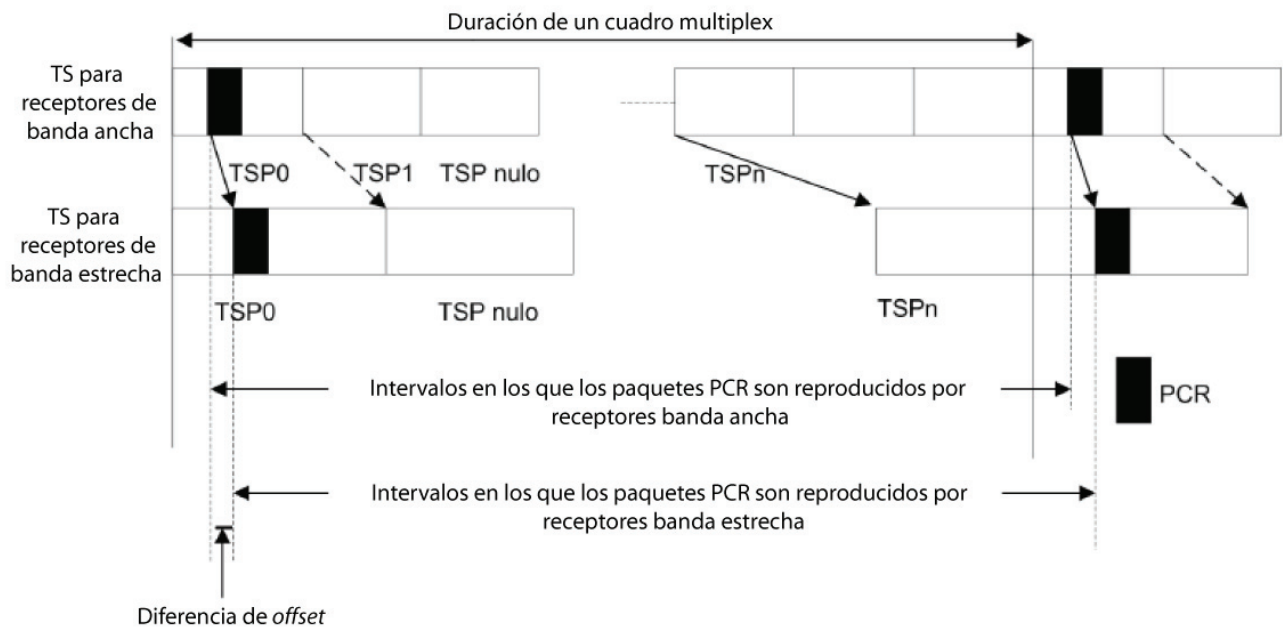 Duración de un cuadro multiplex
TS para
receptores de
banda ancha
TSP0
TSP1
TSP nulo
TSPn
TS para
receptores de
banda estrecha
TSP0
TSP nulo
TSPn
Intervalos en los que los paquetes PCR son reproducidos por
receptores banda ancha
PCR
Intervalos en los que los paquetes PCR son reproducidos por
receptores banda estrecha
Diferencia de offset